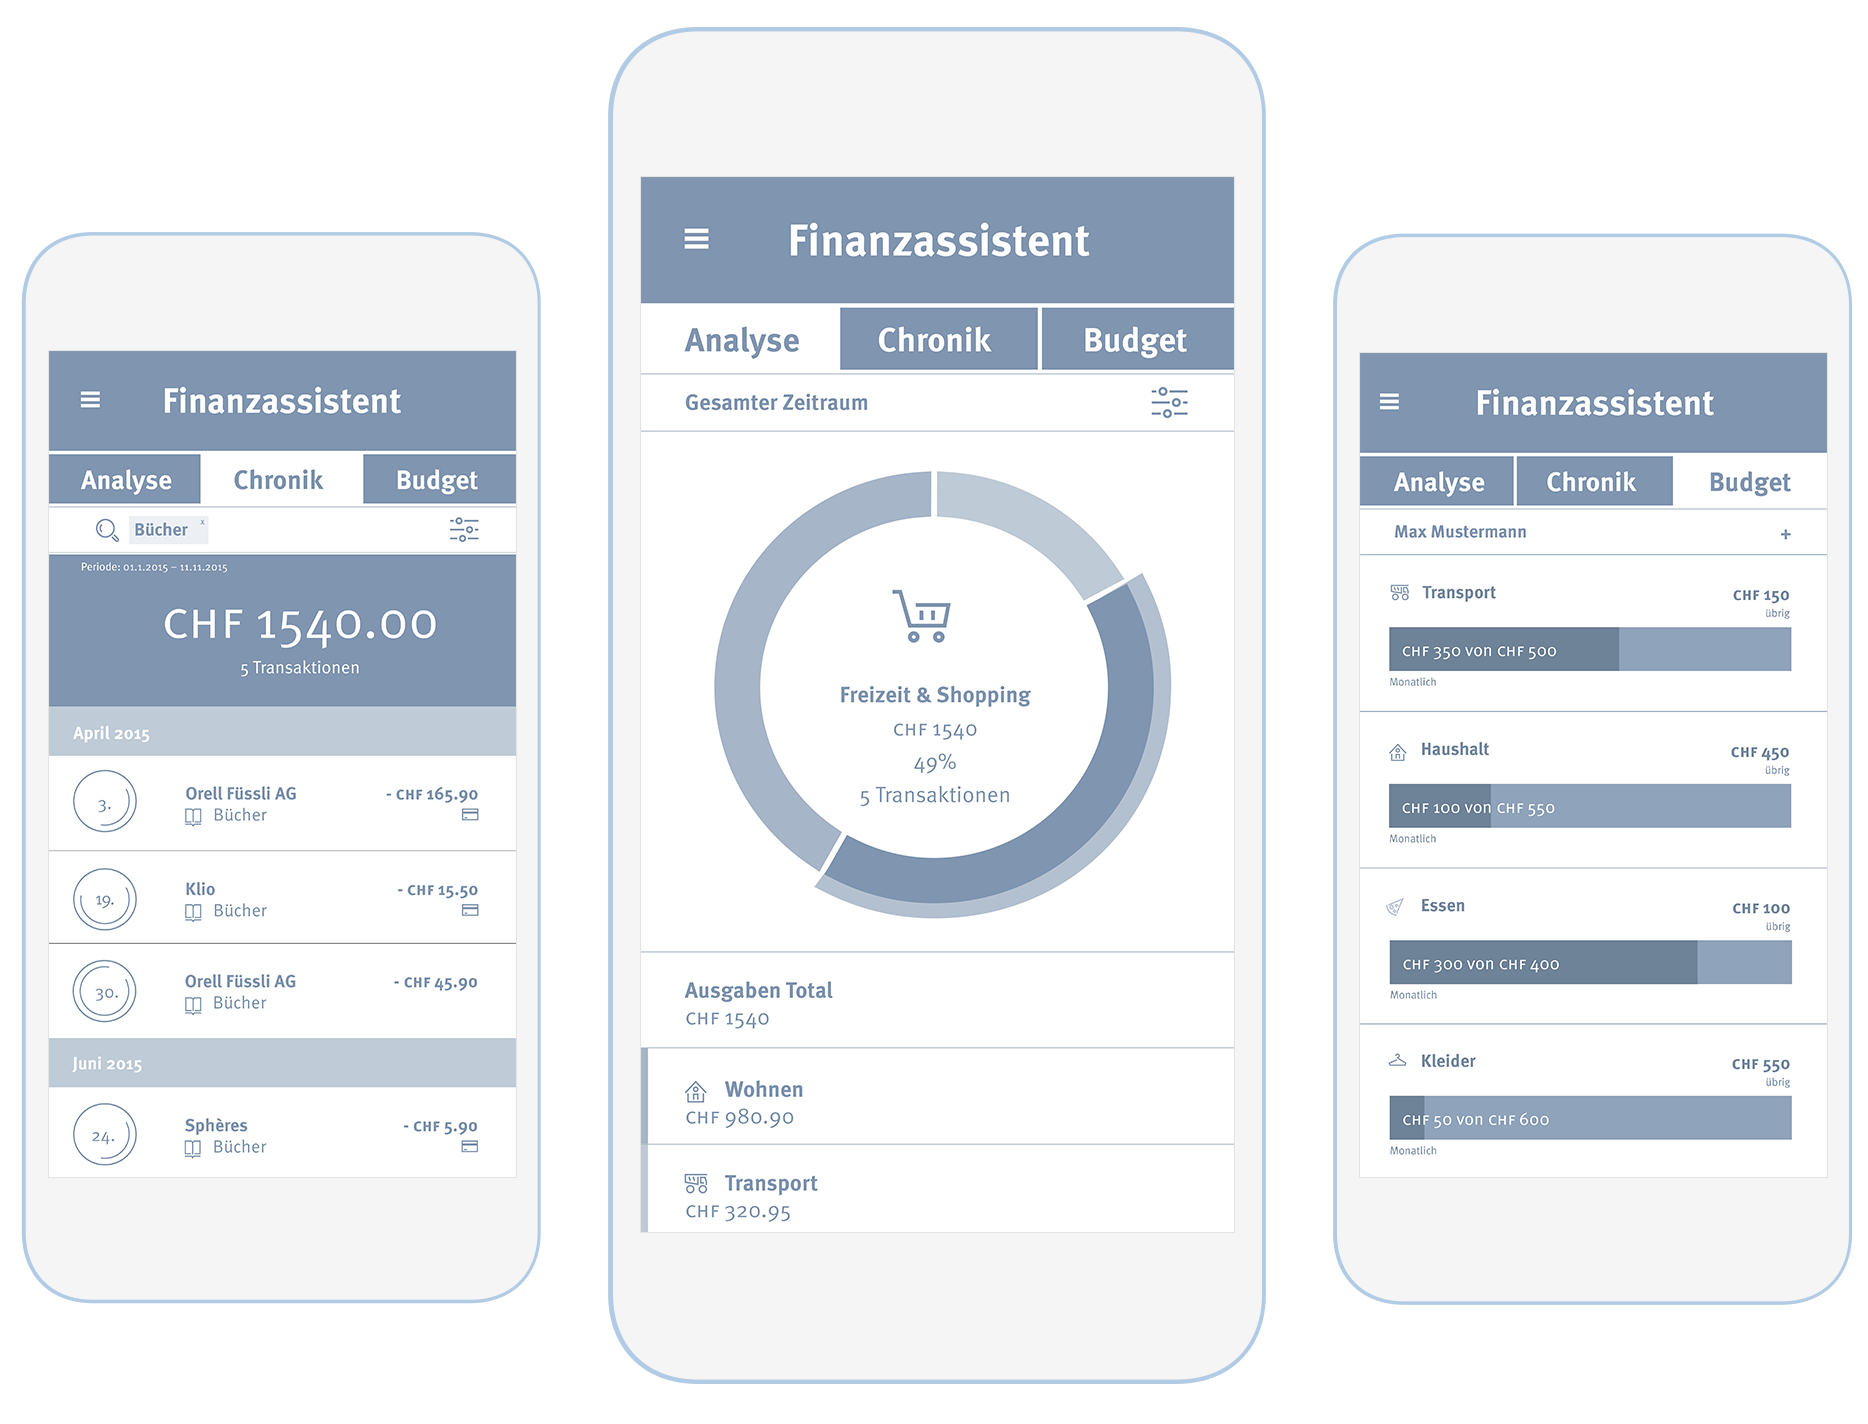 Finanzassistent
Analyse Chronik Budget
Bücher x
Periode: 01.1.2015 – 11.11.2015
CHF 1540.00
5 Transaktionen
April 2015
3. Orell Füssli AG - CHF 165.90
Bücher
19. Klio - CHF 15.50
Bücher
30. Orell Füssli AG - CHF 45.90
Bücher
Juni 2015
24. Sphères - CHF 5.90
Bücher
Finanzassistent
Analyse Chronik Budget
Gesamter Zeitraum
Freizeit & Shopping
CHF 1540
49%
5 Transaktionen
Ausgaben Total
CHF 1540
Wohnen
CHF 980.90
Transport
CHF 320.95
Finanzassistent
Analyse Chronik Budget
Max Mustermann +
Transport CHF 150
übrig
CHF 350 von CHF 500
Monatlich
Haushalt CHF 450
übrig
CHF 100 von CHF 550
Monatlich
Essen CHF 100
übrig
CHF 300 von CHF 400
Monatlich
Kleider CHF 550
übrig
CHF 50 von CHF 600
Monatlich